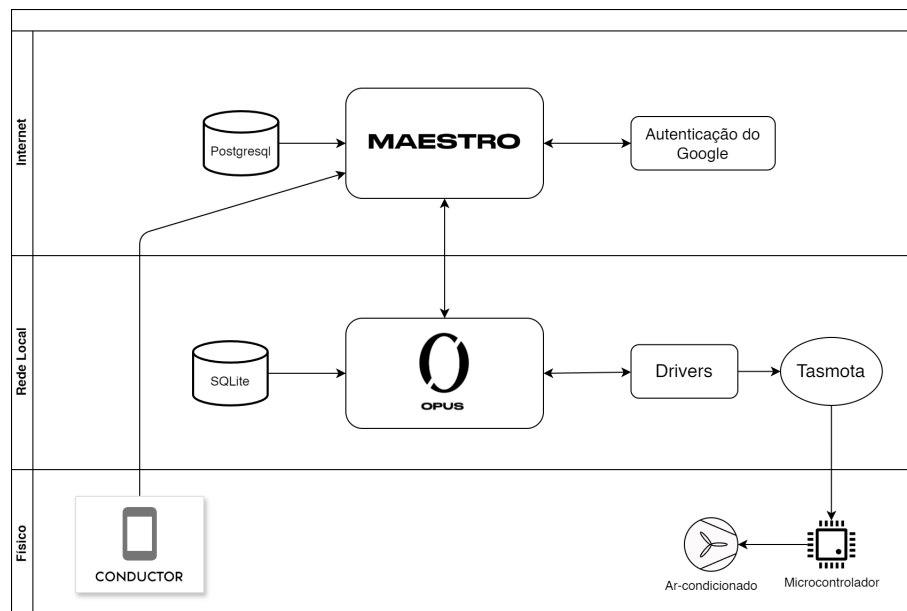 Internet
Postgresql
MAESTRO
Autenticação do
Google
Rede Local
SQLite
OPUS
Drivers
Tasmota
Físico
CONDUCTOR
Ar-condicionado
Microcontrolador